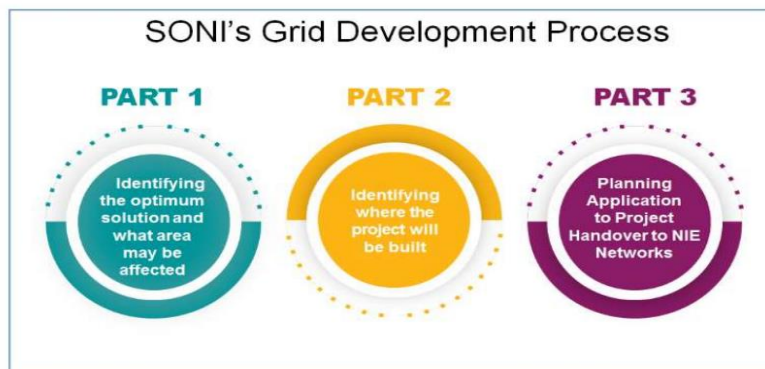 SONI's Grid Development Process
PART 1
Identifying
the optimum
solution and
what area
may be
affected
PART 2
Identifying
where the
project will
be built
PART 3
Planning
Application
to Project
Handover to NIE
Networks